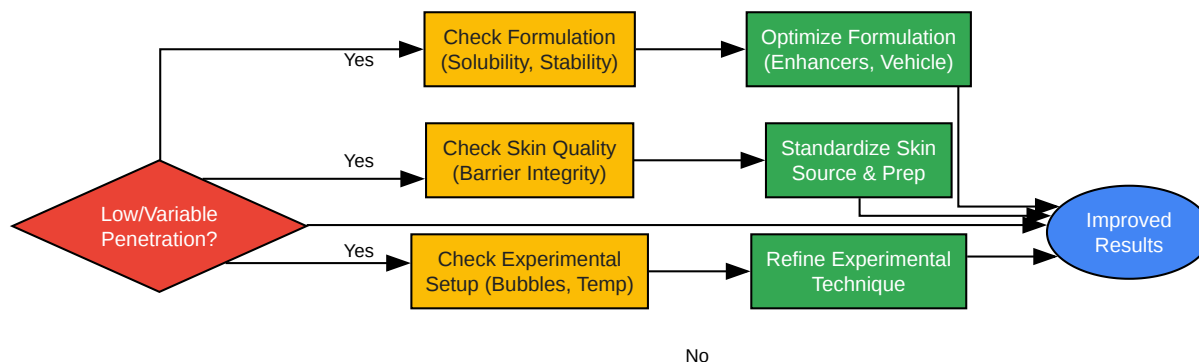 Yes
Check Formulation
(Solubility, Stability)
Optimize Formulation
(Enhancers, Vehicle)
Yes
Check Skin Quality
(Barrier Integrity)
Standardize Skin
Source & Prep
Low/Variable
Penetration?
Improved
Results
Yes
Check Experimental
Setup (Bubbles, Temp)
Refine Experimental
Technique
No